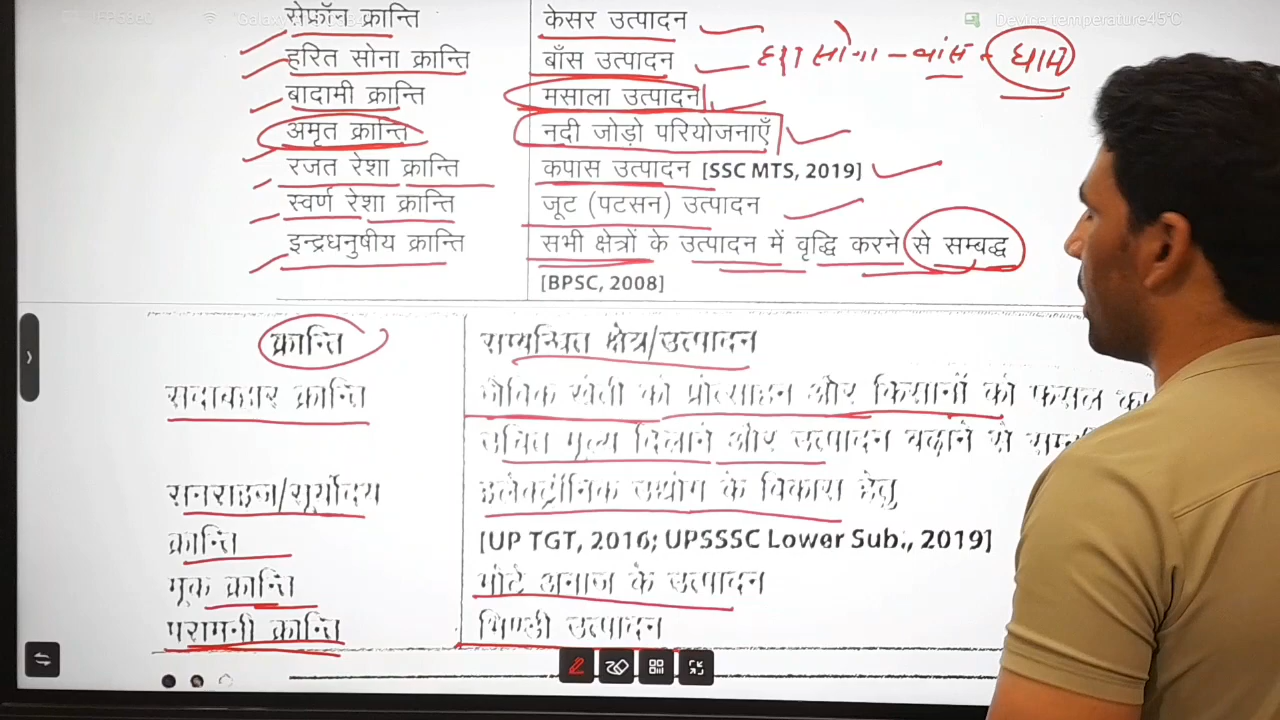 Device temperature45°C
सेफ्रॉन क्रान्ति केसर उत्पादन
हरित सोना क्रान्ति बाँस उत्पादन
हरा सोना – बांस
बादामी क्रान्ति मसाला उत्पादन
अमृत क्रान्ति नदी जोड़ो परियोजनाएँ
रजत रेशा क्रान्ति कपास उत्पादन [SSC MTS, 2019]
स्वर्ण रेशा क्रान्ति जूट (पटसन) उत्पादन
इन्द्रधनुषीय क्रान्ति सभी क्षेत्रों के उत्पादन में वृद्धि करने से सम्बद्ध
[BPSC, 2008]
क्रान्ति सम्बन्धित क्षेत्र/उत्पादन
सदाबहार क्रान्ति जैविक खेती को प्रोत्साहन और किसानों को फसल का
उचित मूल्य दिलाने और उत्पादन बढ़ाने से
सनराइज/सूर्योदय इलेक्ट्रॉनिक उद्योग के विकास हेतु
क्रान्ति [UP TGT, 2016; UPSSSC Lower Sub., 2019]
मूक क्रान्ति मोटे अनाज के उत्पादन
परामनी क्रान्ति भिण्डी उत्पादन